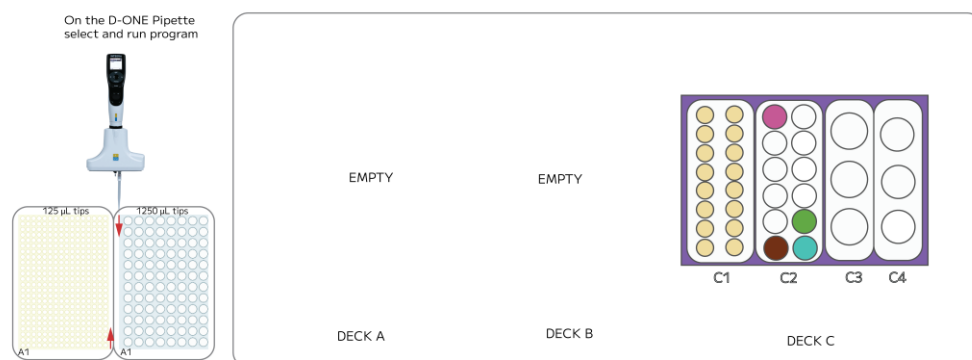 On the D-ONE Pipette
select and run program
125 µL tips
1250 µL tips
A1
A1
EMPTY
EMPTY
C1
C2
C3
C4
DECK A
DECK B
DECK C